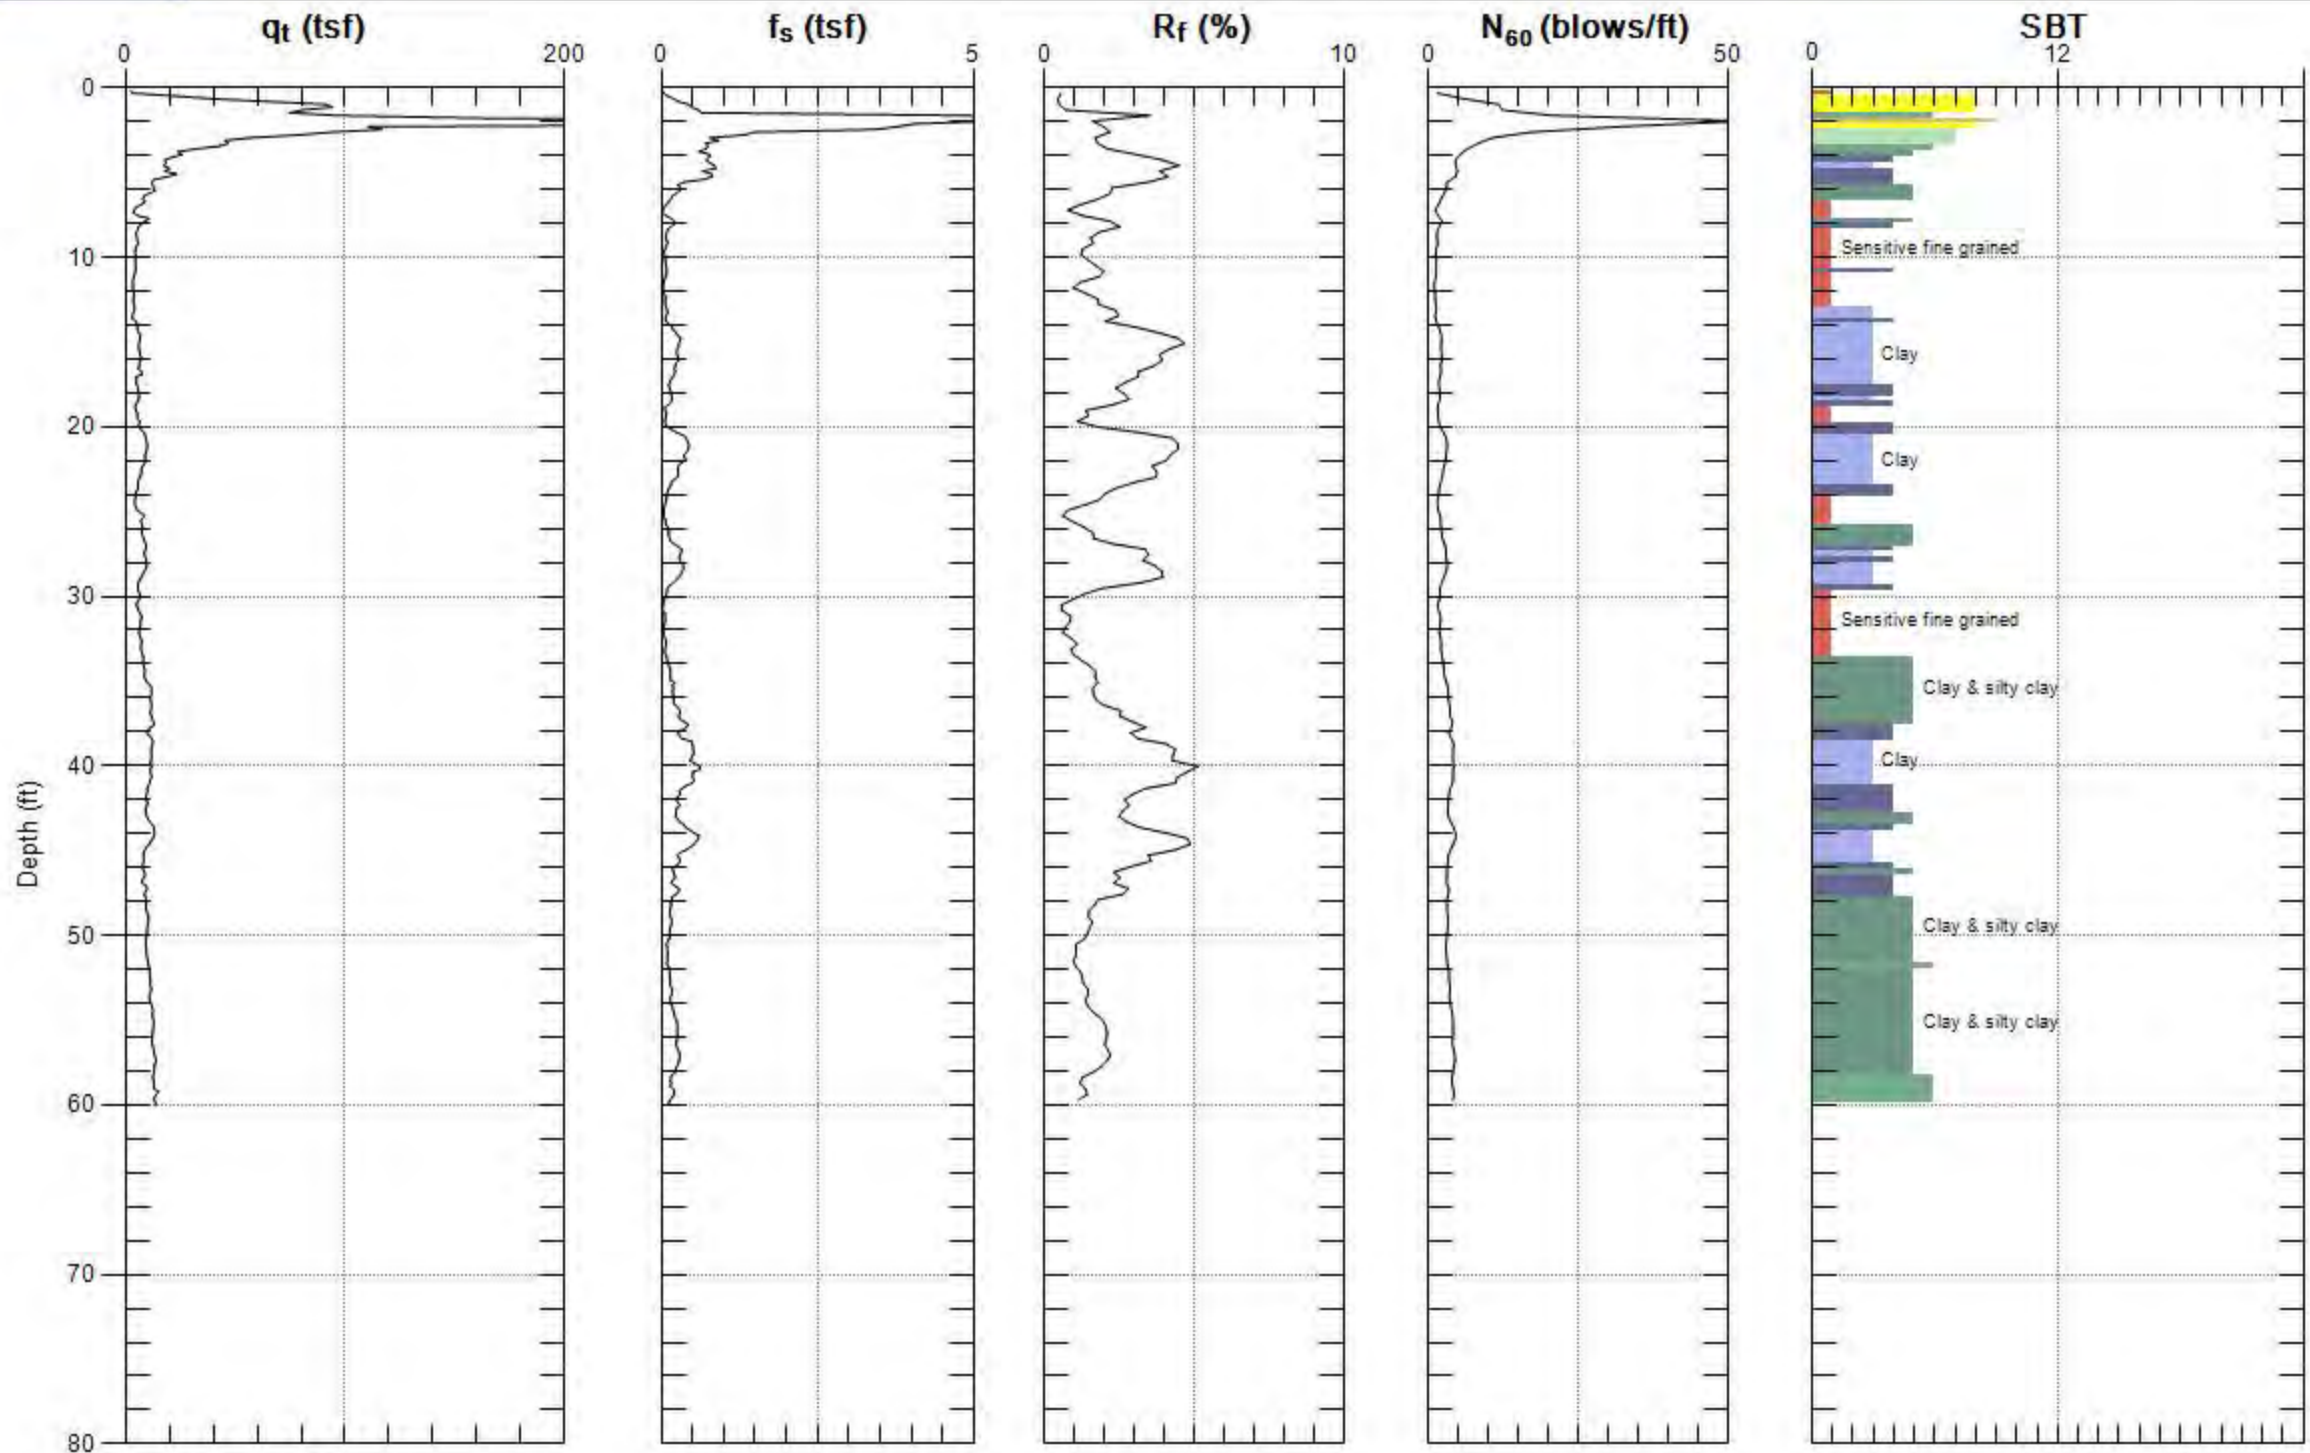 qt (tsf)
fs (tsf)
Rf (%)
N60 (blows/ft)
SBT
0 200
0 5
0 10
0 50
0 12
0
10
20
30
40
50
60
70
80
Depth (ft)
Sensitive fine grained
Clay
Clay
Sensitive fine grained
Clay & silty clay
Clay
Clay & silty clay
Clay & silty clay